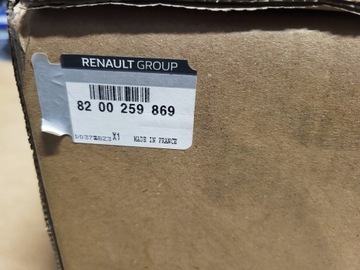 RENAULT GROUP
82 00 259 869
X1 MADE IN FRANCE